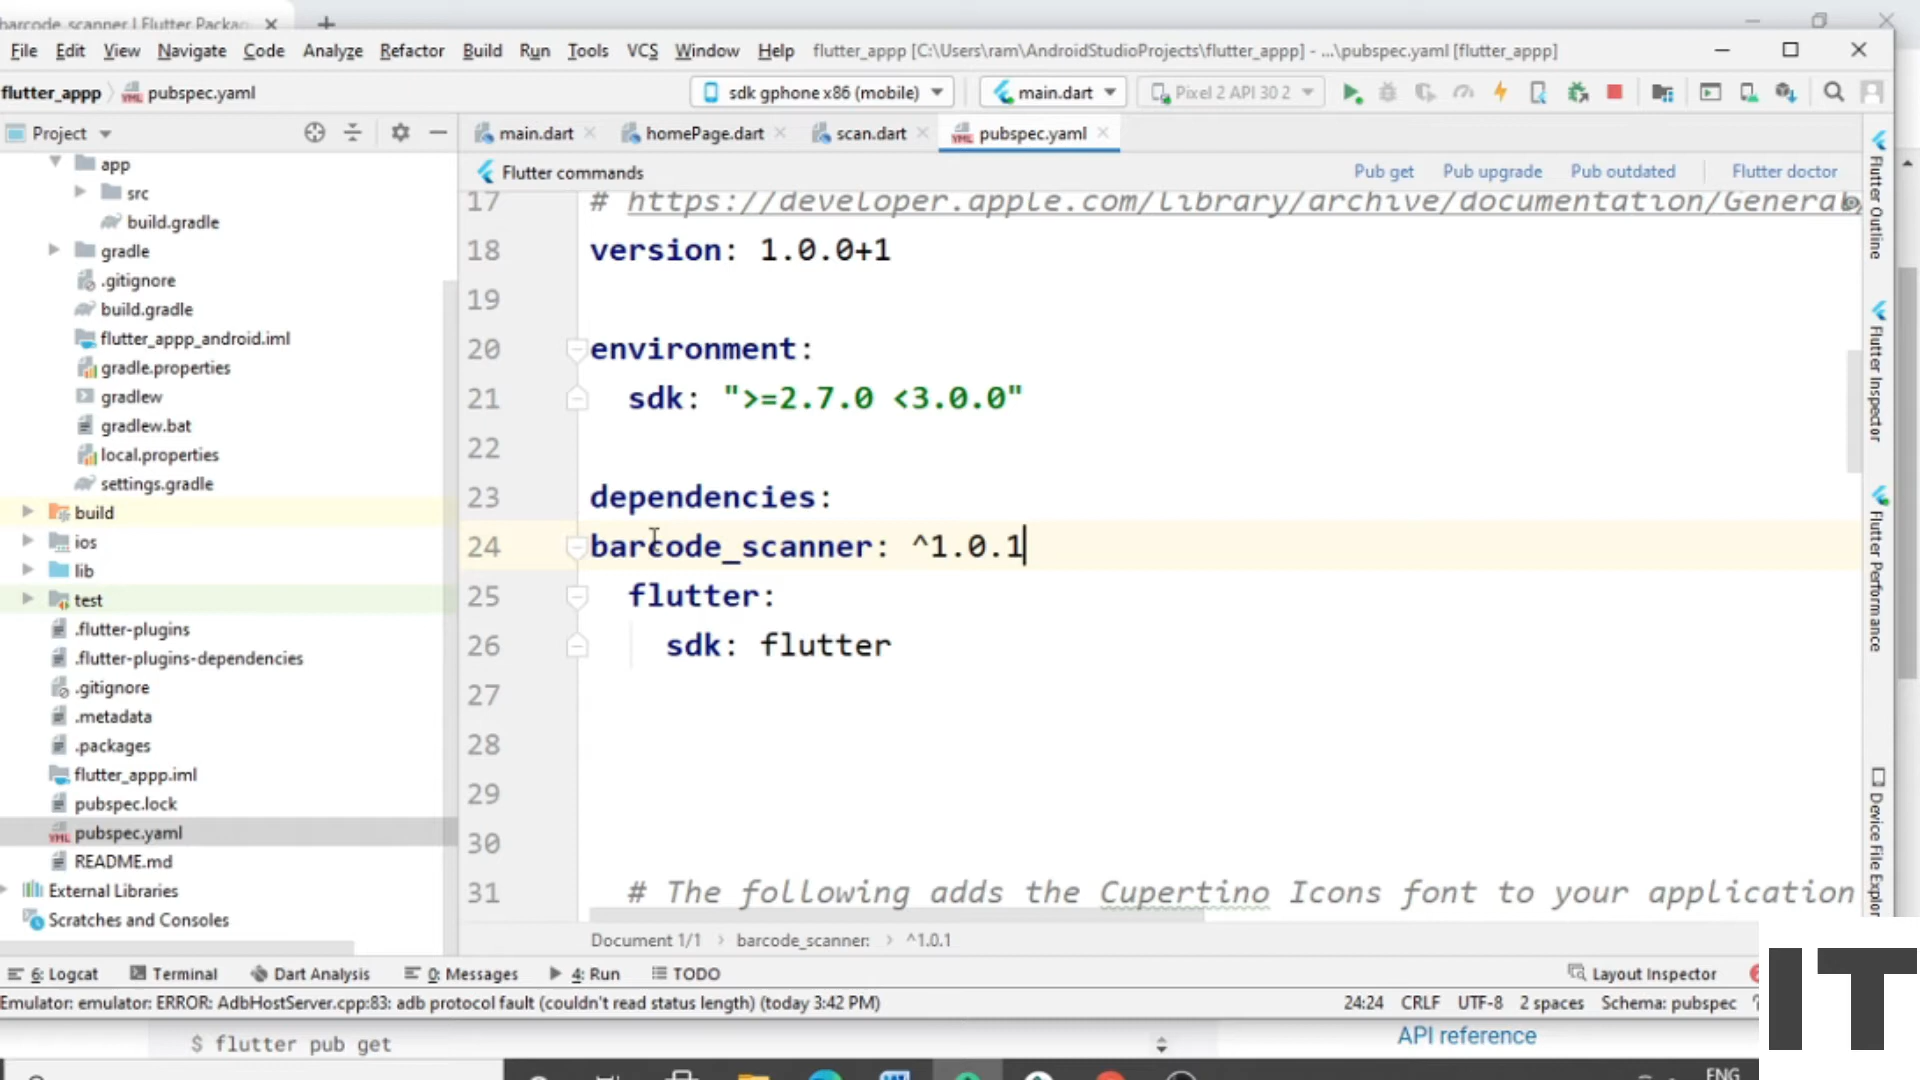 barcode_scanner | Flutter Packa
File Edit View Navigate Code Analyze Refactor Build Run Tools VCS Window Help flutter_appp [C:\Users\ram\AndroidStudioProjects\flutter_appp] - ...\pubspec.yaml [flutter_appp]
flutter_appp pubspec.yaml sdk gphone x86 (mobile) main.dart Pixel 2 API 30 2
Project main.dart homePage.dart scan.dart pubspec.yaml
Flutter commands Pub get Pub upgrade Pub outdated Flutter doctor
app
src
build.gradle
gradle
.gitignore
build.gradle
flutter_appp_android.iml
gradle.properties
gradlew
gradlew.bat
local.properties
settings.gradle
build
ios
lib
test
.flutter-plugins
.flutter-plugins-dependencies
.gitignore
.metadata
.packages
flutter_appp.iml
pubspec.lock
pubspec.yaml
README.md
External Libraries
Scratches and Consoles
17 # https://developer.apple.com/library/archive/documentation/General
18 version: 1.0.0+1
19
20 environment:
21 sdk: ">=2.7.0 <3.0.0"
22
23 dependencies:
24 barcode_scanner: ^1.0.1
25 flutter:
26 sdk: flutter
27
28
29
30
31 # The following adds the Cupertino Icons font to your application
Document 1/1 › barcode_scanner: › ^1.0.1
Flutter Outline
Flutter Inspector
Flutter Performance
Device File Explor
6: Logcat Terminal Dart Analysis 0: Messages 4: Run TODO Layout Inspector
Emulator: emulator: ERROR: AdbHostServer.cpp:83: adb protocol fault (couldn't read status length) (today 3:42 PM) 24:24 CRLF UTF-8 2 spaces Schema: pubspec
$ flutter pub get API reference
IT
ENG